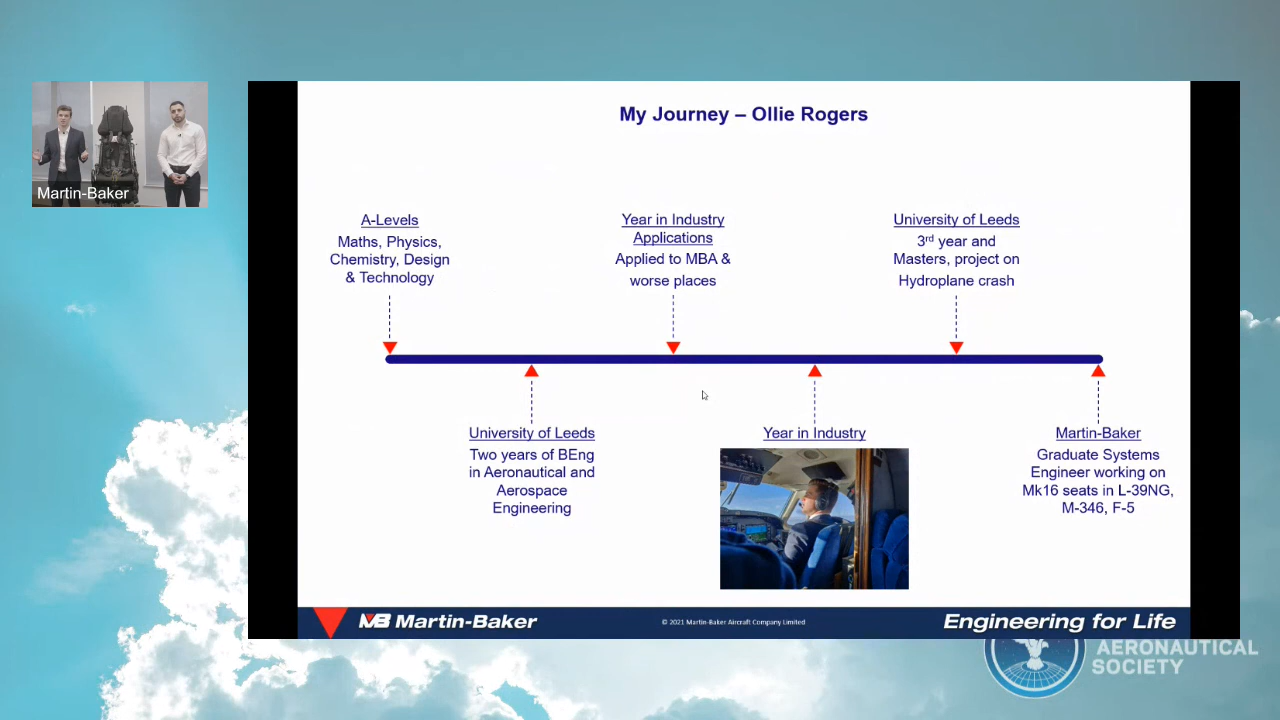 My Journey – Ollie Rogers
Martin-Baker
A-Levels
Maths, Physics,
Chemistry, Design
& Technology
Year in Industry
Applications
Applied to MBA &
worse places
University of Leeds
3rd year and
Masters, project on
Hydroplane crash
University of Leeds
Two years of BEng
in Aeronautical and
Aerospace
Engineering
Year in Industry
Martin-Baker
Graduate Systems
Engineer working on
Mk16 seats in L-39NG,
M-346, F-5
MB Martin-Baker
© 2021 Martin-Baker Aircraft Company Limited
Engineering for Life
AERONAUTICAL
SOCIETY